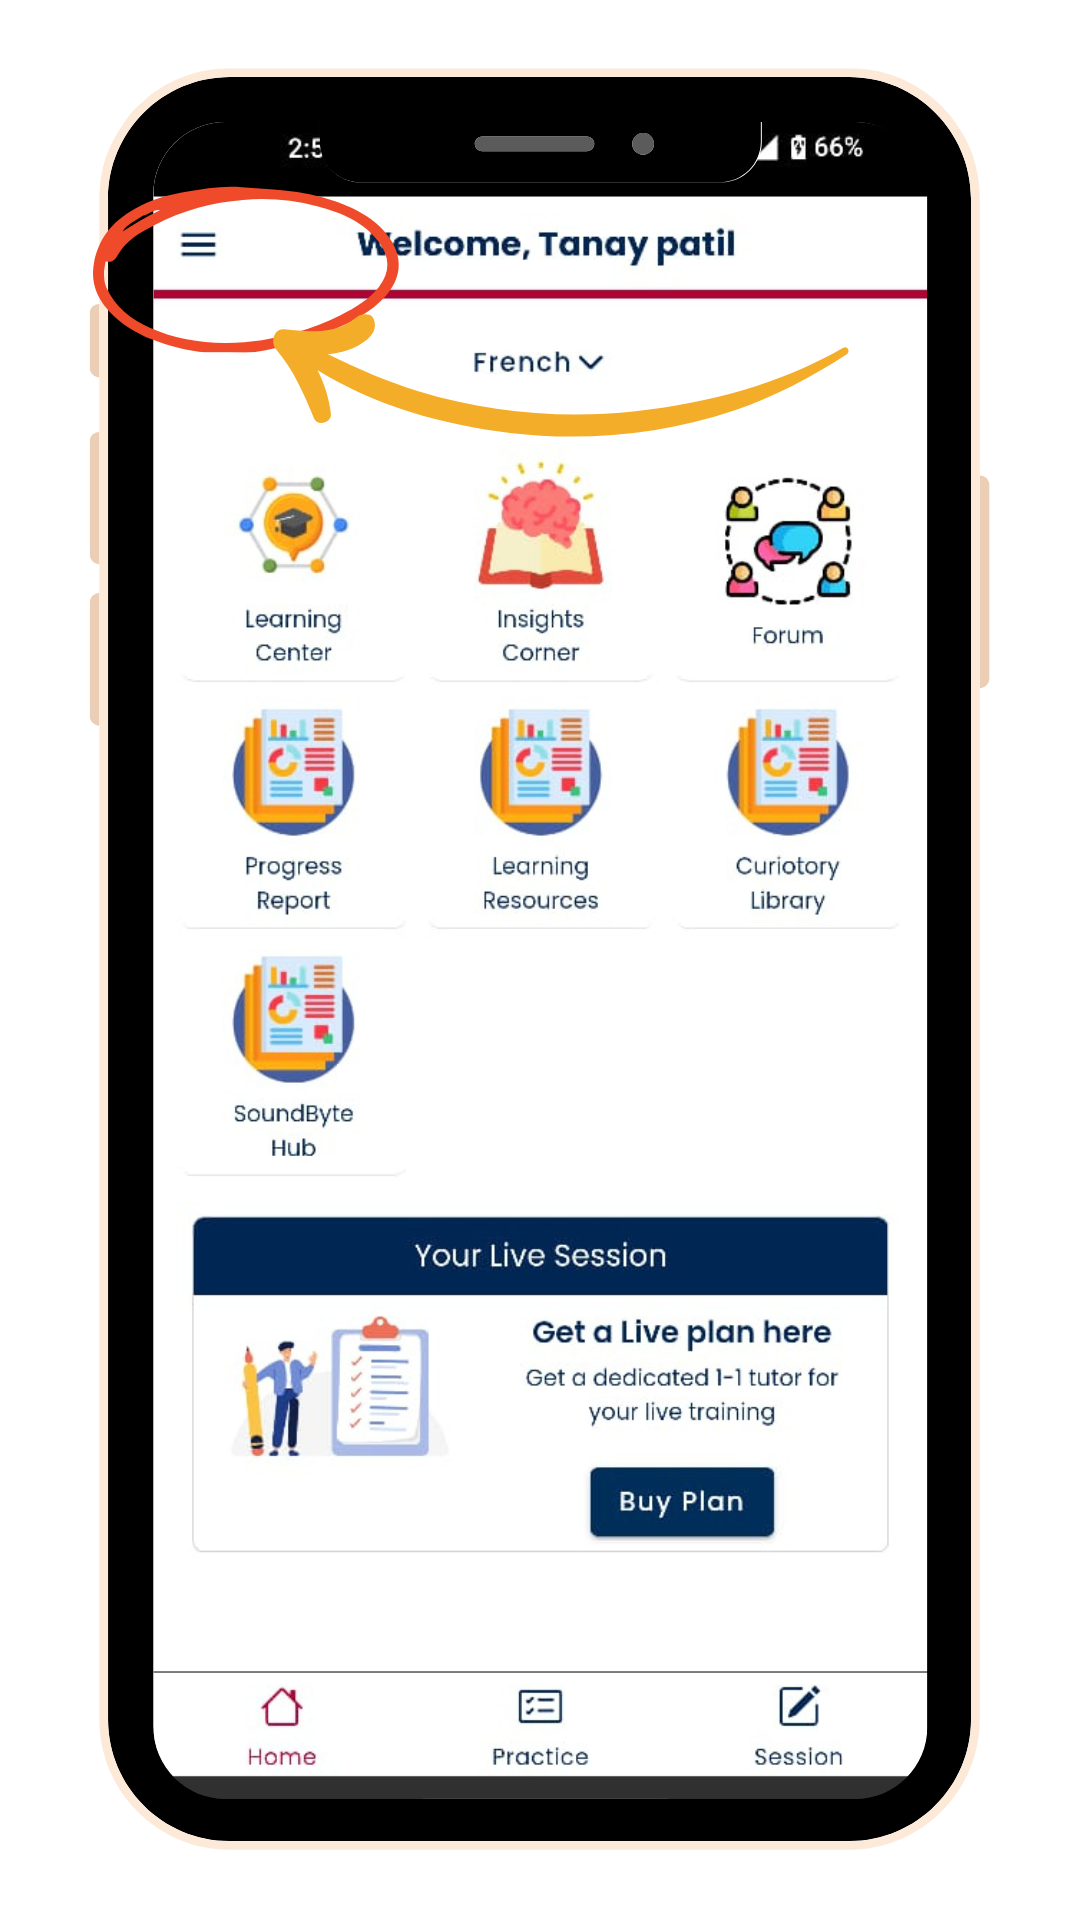 2:5 66%
Welcome, Tanay patil
French
Learning
Center
Insights
Corner
Forum
Progress
Report
Learning
Resources
Curiotory
Library
SoundByte
Hub
Your Live Session
Get a Live plan here
Get a dedicated 1-1 tutor for
your live training
Buy Plan
Home Practice Session